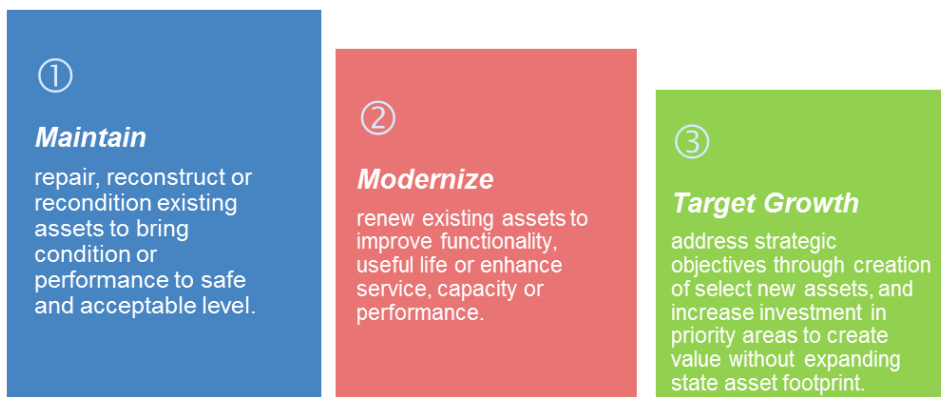 ①
Maintain
repair, reconstruct or
recondition existing
assets to bring
condition or
performance to safe
and acceptable level.
②
Modernize
renew existing assets to
improve functionality,
useful life or enhance
service, capacity or
performance.
③
Target Growth
address strategic
objectives through creation
of select new assets, and
increase investment in
priority areas to create
value without expanding
state asset footprint.